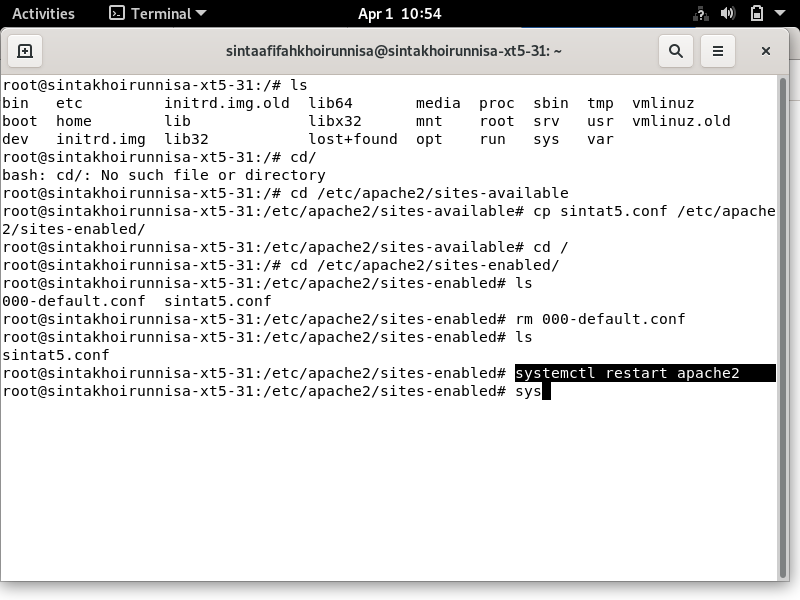 Activities Terminal Apr 1 10:54
sintaafifahkhoirunnisa@sintakhoirunnisa-xt5-31: ~
root@sintakhoirunnisa-xt5-31:/# ls
bin etc initrd.img.old lib64 media proc sbin tmp vmlinuz
boot home lib libx32 mnt root srv usr vmlinuz.old
dev initrd.img lib32 lost+found opt run sys var
root@sintakhoirunnisa-xt5-31:/# cd/
bash: cd/: No such file or directory
root@sintakhoirunnisa-xt5-31:/# cd /etc/apache2/sites-available
root@sintakhoirunnisa-xt5-31:/etc/apache2/sites-available# cp sintat5.conf /etc/apache
2/sites-enabled/
root@sintakhoirunnisa-xt5-31:/etc/apache2/sites-available# cd /
root@sintakhoirunnisa-xt5-31:/# cd /etc/apache2/sites-enabled/
root@sintakhoirunnisa-xt5-31:/etc/apache2/sites-enabled# ls
000-default.conf sintat5.conf
root@sintakhoirunnisa-xt5-31:/etc/apache2/sites-enabled# rm 000-default.conf
root@sintakhoirunnisa-xt5-31:/etc/apache2/sites-enabled# ls
sintat5.conf
root@sintakhoirunnisa-xt5-31:/etc/apache2/sites-enabled# systemctl restart apache2
root@sintakhoirunnisa-xt5-31:/etc/apache2/sites-enabled# sys